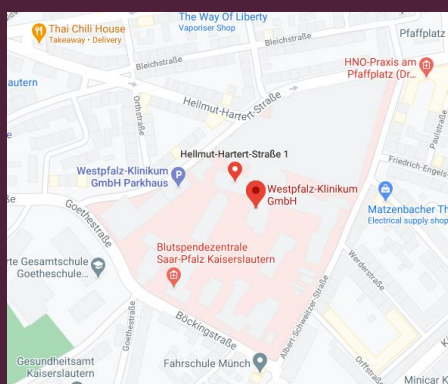 The Way Of Liberty
Vaporiser Shop
Thai Chili House
Takeaway • Delivery
Pfaffplatz
Bleichstraße
Bleichstraße
HNO-Praxis am
Pfaffplatz (Dr...
autern
Orthstraße
Hellmut-Hartert-Straße
Paulstraße
Hellmut-Hartert-Straße 1
Friedrich-Engels-
Westpfalz-Klinikum
GmbH Parkhaus
Westpfalz-Klinikum
GmbH
Goethestraße
Matzenbacher Th
Electrical supply shop
Blutspendezentrale
Saar-Pfalz Kaiserslautern
rte Gesamtschule
Goetheschule...
Werderstraße
Goethestraße
Albert-Schweitzer-Straße
Böckingstraße
Gesundheitsamt
Kaiserslautern
Fahrschule Münch
Orffstraße
Minicar K